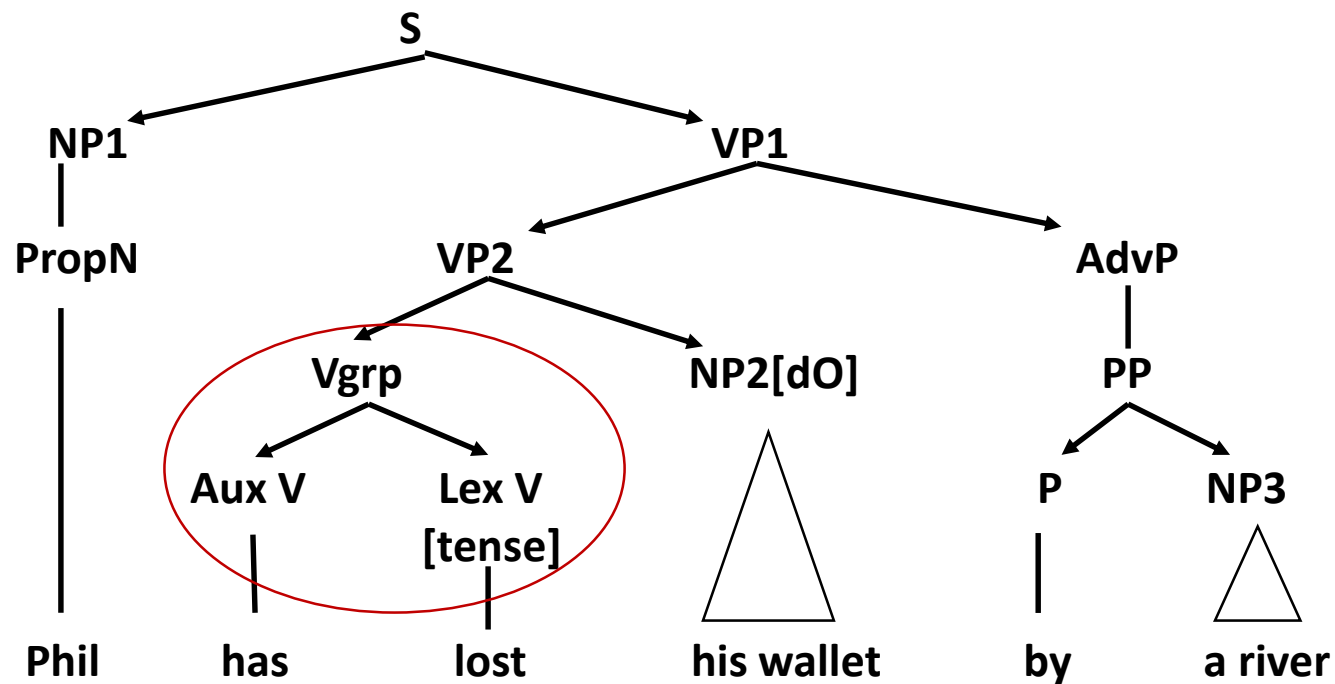 S
NP1 VP1
PropN VP2 AdvP
Vgrp NP2[dO] PP
Aux V Lex V P NP3
[tense]
Phil has lost his wallet by a river